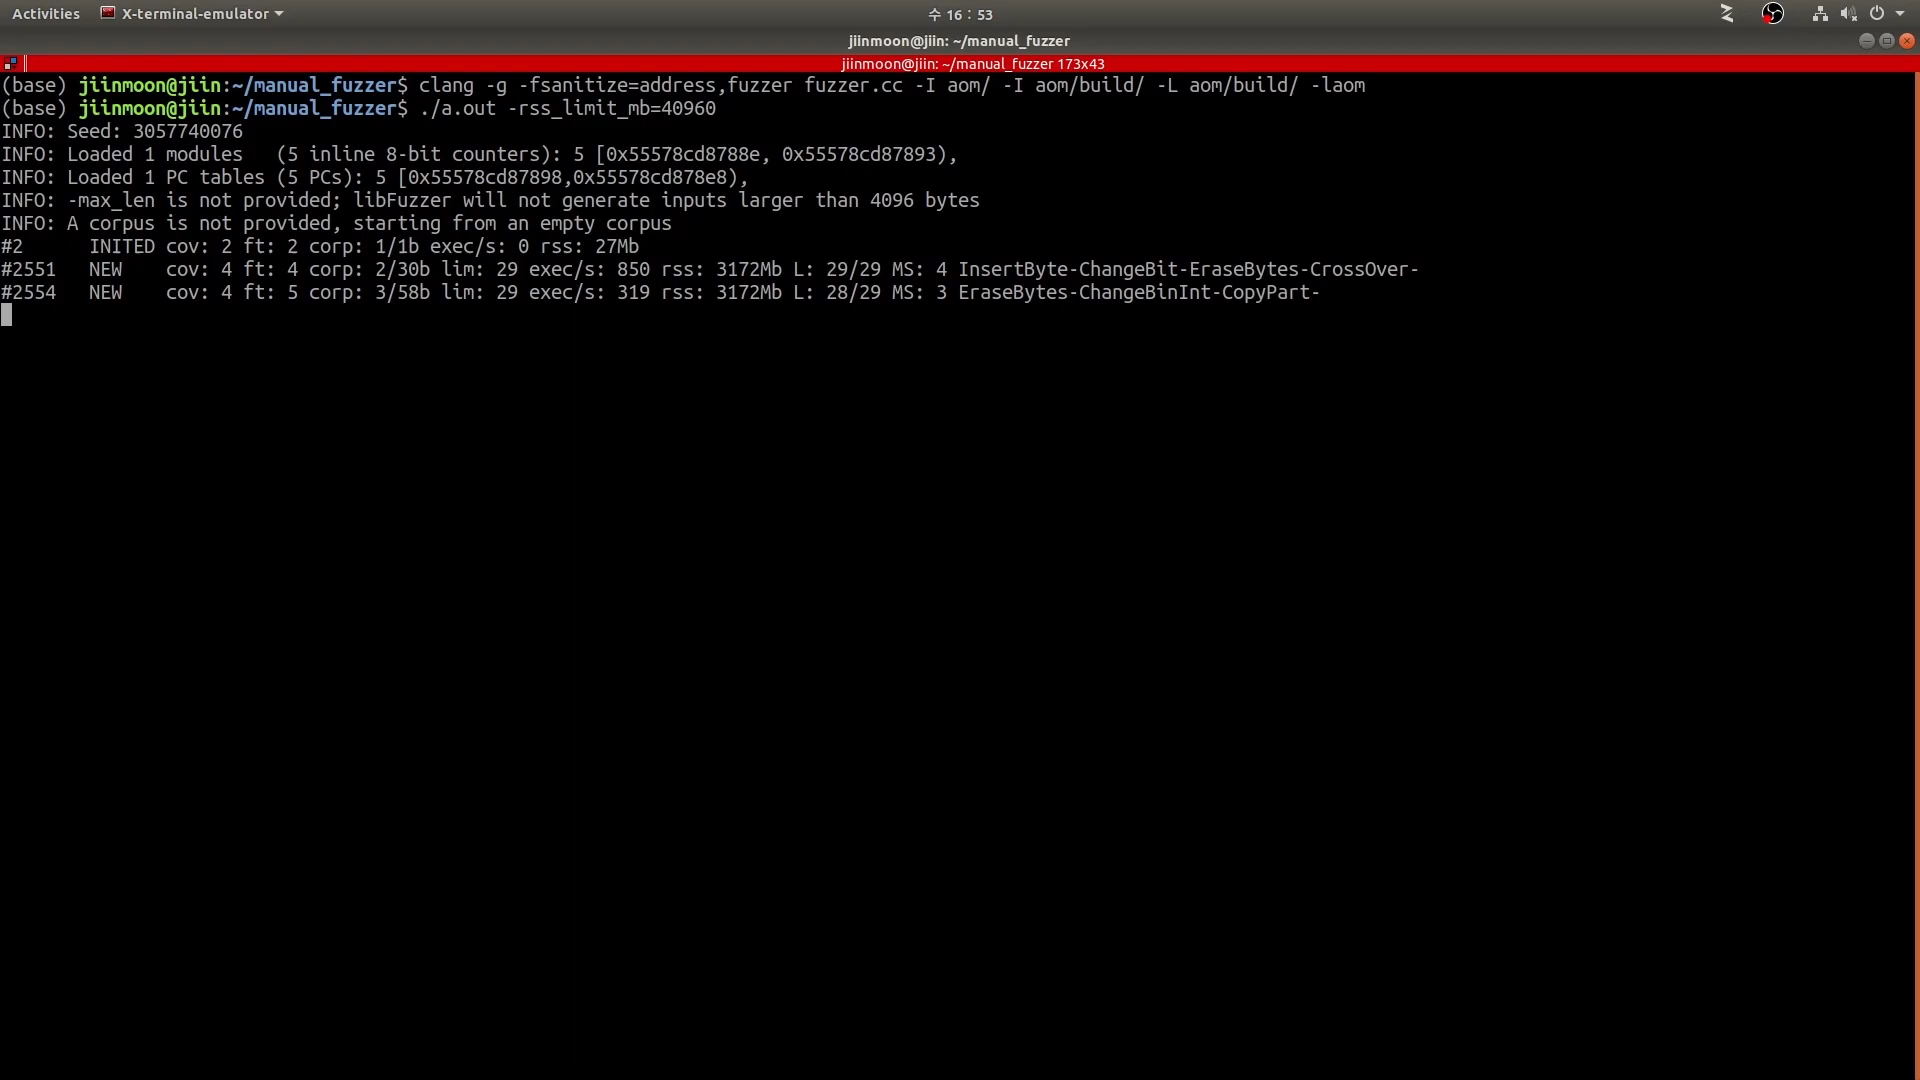 Activities X-terminal-emulator 수 16 : 53
jiinmoon@jiin: ~/manual_fuzzer
jiinmoon@jiin: ~/manual_fuzzer 173x43
(base) jiinmoon@jiin:~/manual_fuzzer$ clang -g -fsanitize=address,fuzzer fuzzer.cc -I aom/ -I aom/build/ -L aom/build/ -laom
(base) jiinmoon@jiin:~/manual_fuzzer$ ./a.out -rss_limit_mb=40960
INFO: Seed: 3057740076
INFO: Loaded 1 modules   (5 inline 8-bit counters): 5 [0x55578cd8788e, 0x55578cd87893),
INFO: Loaded 1 PC tables (5 PCs): 5 [0x55578cd87898,0x55578cd878e8),
INFO: -max_len is not provided; libFuzzer will not generate inputs larger than 4096 bytes
INFO: A corpus is not provided, starting from an empty corpus
#2      INITED cov: 2 ft: 2 corp: 1/1b exec/s: 0 rss: 27Mb
#2551   NEW    cov: 4 ft: 4 corp: 2/30b lim: 29 exec/s: 850 rss: 3172Mb L: 29/29 MS: 4 InsertByte-ChangeBit-EraseBytes-CrossOver-
#2554   NEW    cov: 4 ft: 5 corp: 3/58b lim: 29 exec/s: 319 rss: 3172Mb L: 28/29 MS: 3 EraseBytes-ChangeBinInt-CopyPart-